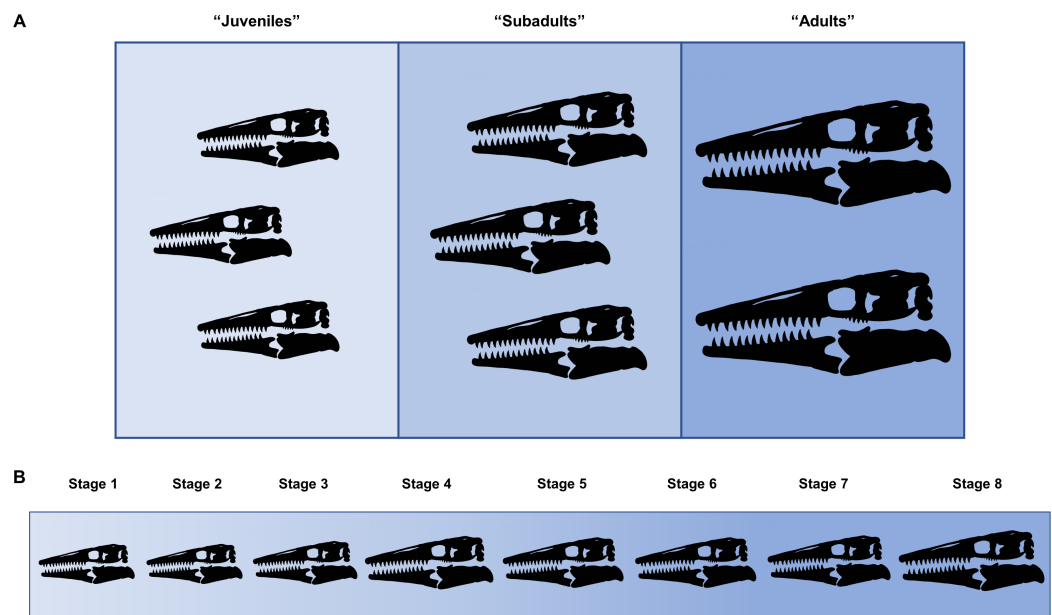 A
“Juveniles” “Subadults” “Adults”
B
Stage 1 Stage 2 Stage 3 Stage 4 Stage 5 Stage 6 Stage 7 Stage 8